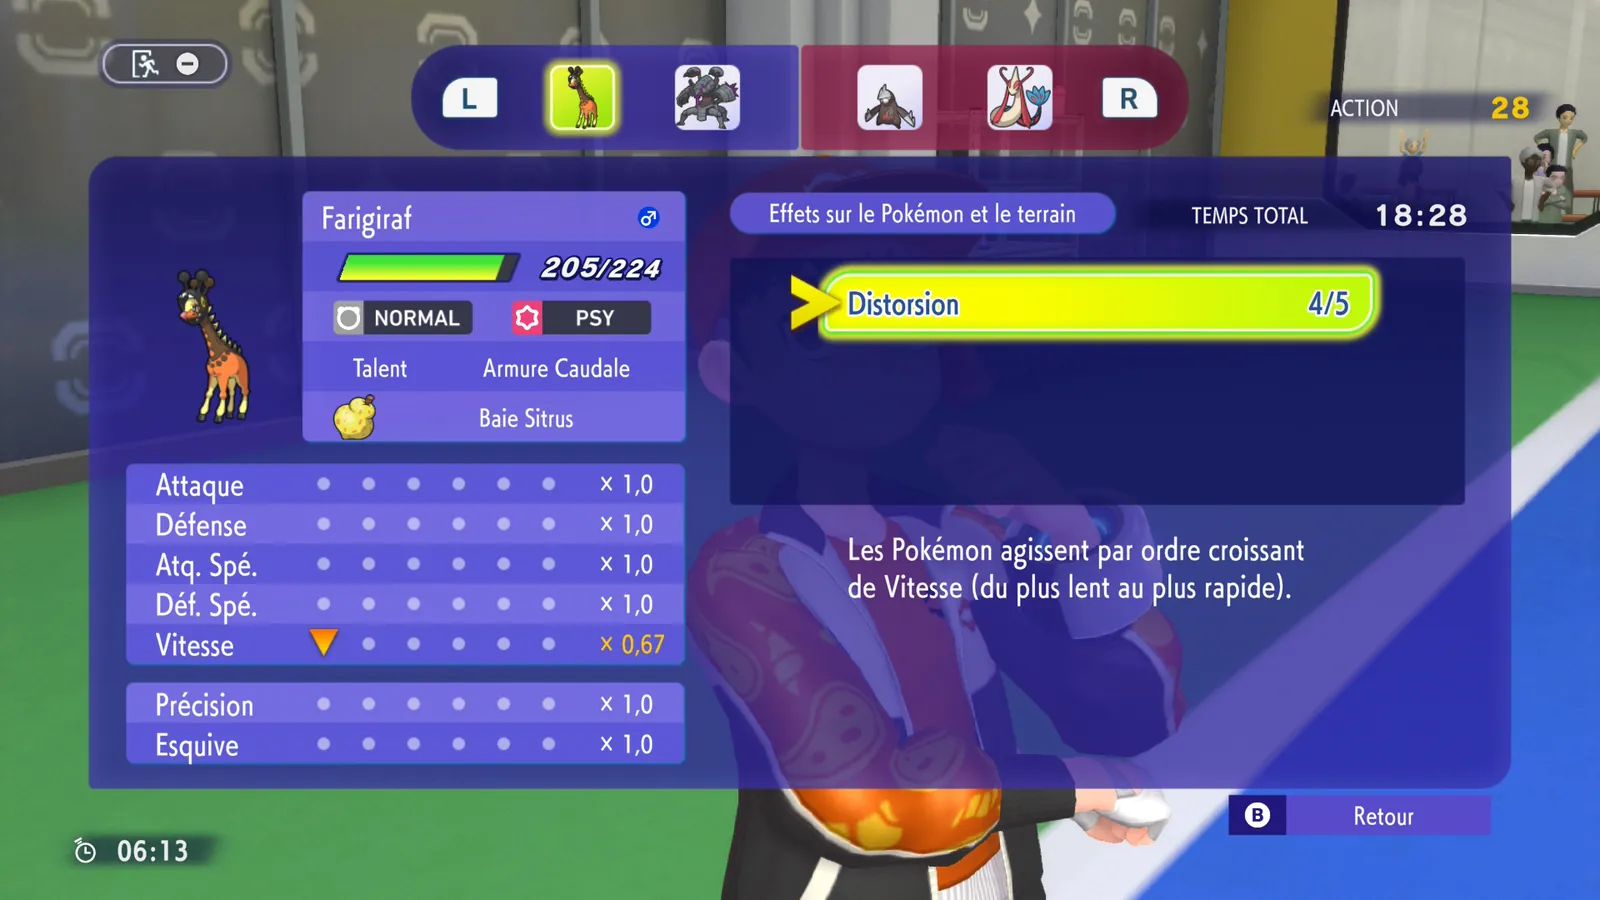 L
R
ACTION 28
Farigiraf
205/224
NORMAL PSY
Talent Armure Caudale
Baie Sitrus
Effets sur le Pokémon et le terrain
TEMPS TOTAL 18:28
Distorsion 4/5
Les Pokémon agissent par ordre croissant
de Vitesse (du plus lent au plus rapide).
Attaque × 1,0
Défense × 1,0
Atq. Spé. × 1,0
Déf. Spé. × 1,0
Vitesse × 0,67
Précision × 1,0
Esquive × 1,0
B Retour
06:13